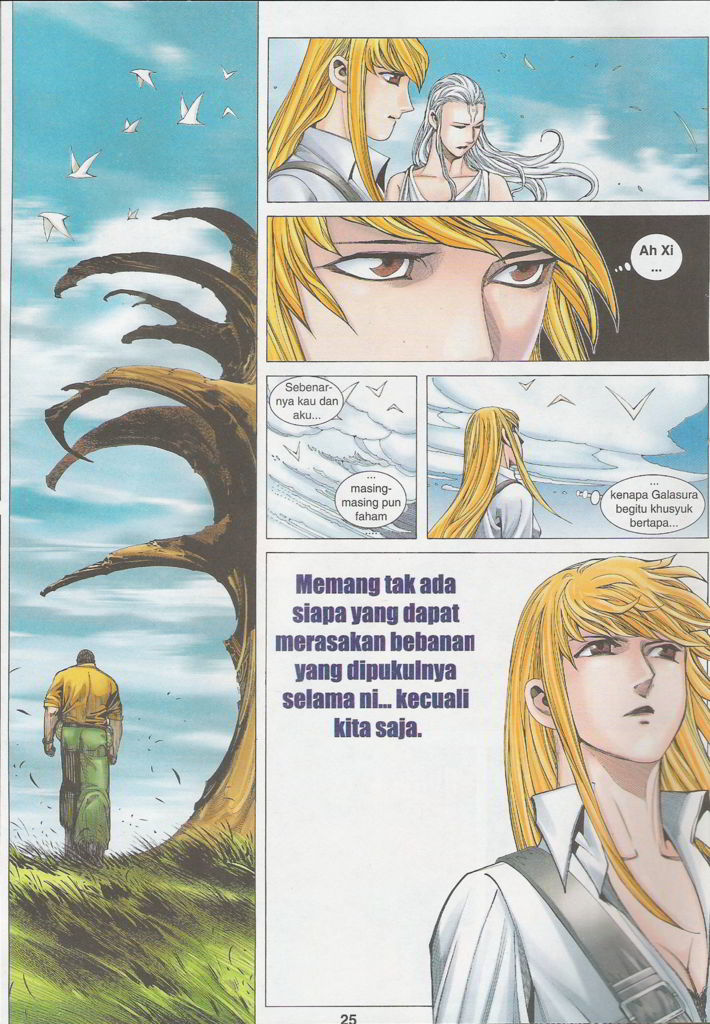 Ah Xi
...
Sebenar-
nya kau dan
aku...
...
masing-
masing pun
faham
.....
...
kenapa Galasura
begitu khusyuk
bertapa...
Memang tak ada
siapa yang dapat
merasakan bebanan
yang dipukulnya
selama ni... kecuali
kita saja.
25